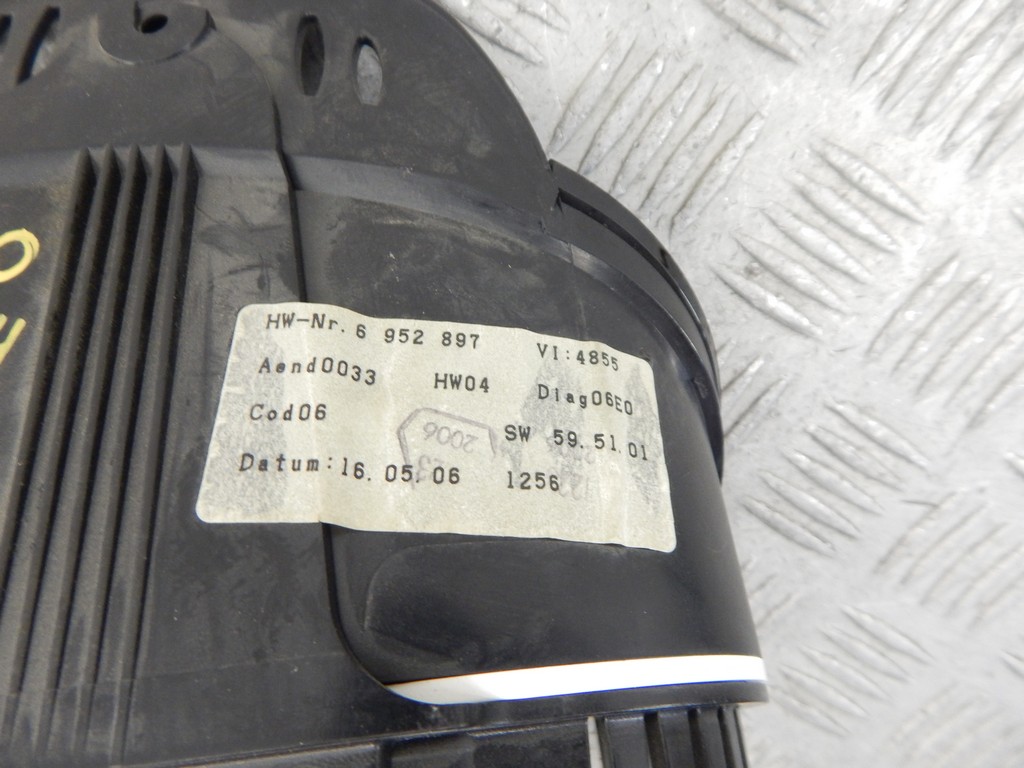 HW-Nr. 6 952 897 VI:4855
Aend0033 HW04 Diag06E0
Cod06 SW 59.51.01
Datum:16.05.06 1256
2006